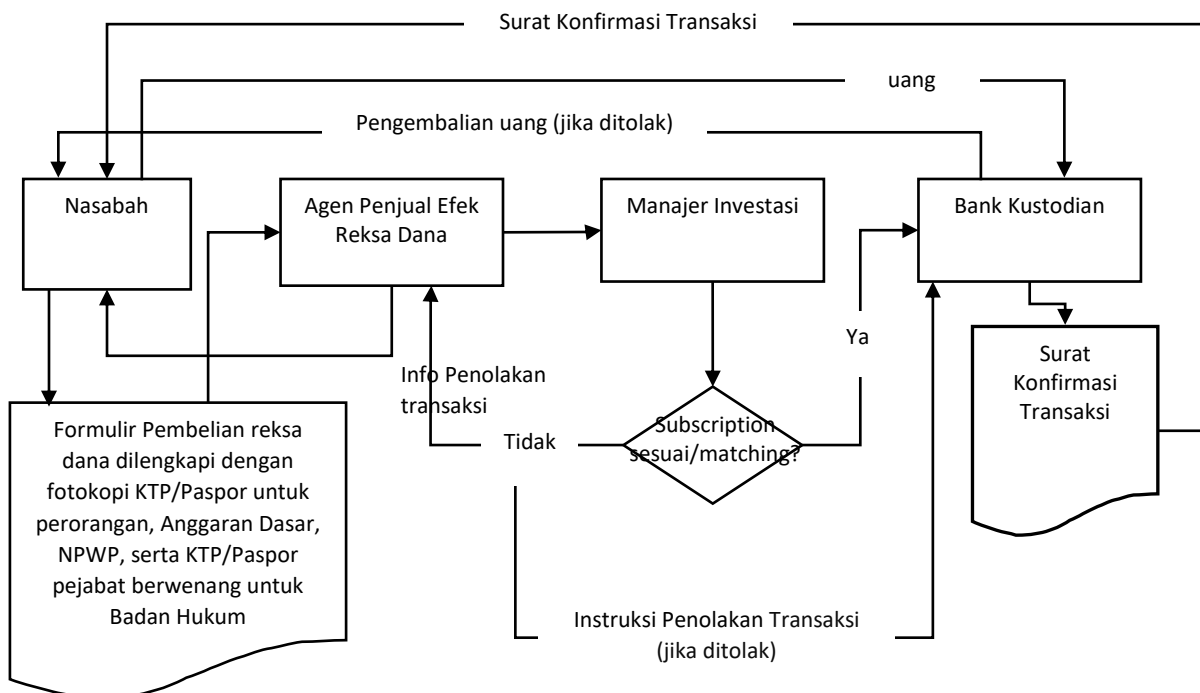 Surat Konfirmasi Transaksi
uang
Pengembalian uang (jika ditolak)
Nasabah
Agen Penjual Efek
Reksa Dana
Manajer Investasi
Bank Kustodian
Ya
Surat
Konfirmasi
Transaksi
Info Penolakan
transaksi
Tidak
Subscription
sesuai/matching?
Formulir Pembelian reksa
dana dilengkapi dengan
fotokopi KTP/Paspor untuk
perorangan, Anggaran Dasar,
NPWP, serta KTP/Paspor
pejabat berwenang untuk
Badan Hukum
Instruksi Penolakan Transaksi
(jika ditolak)